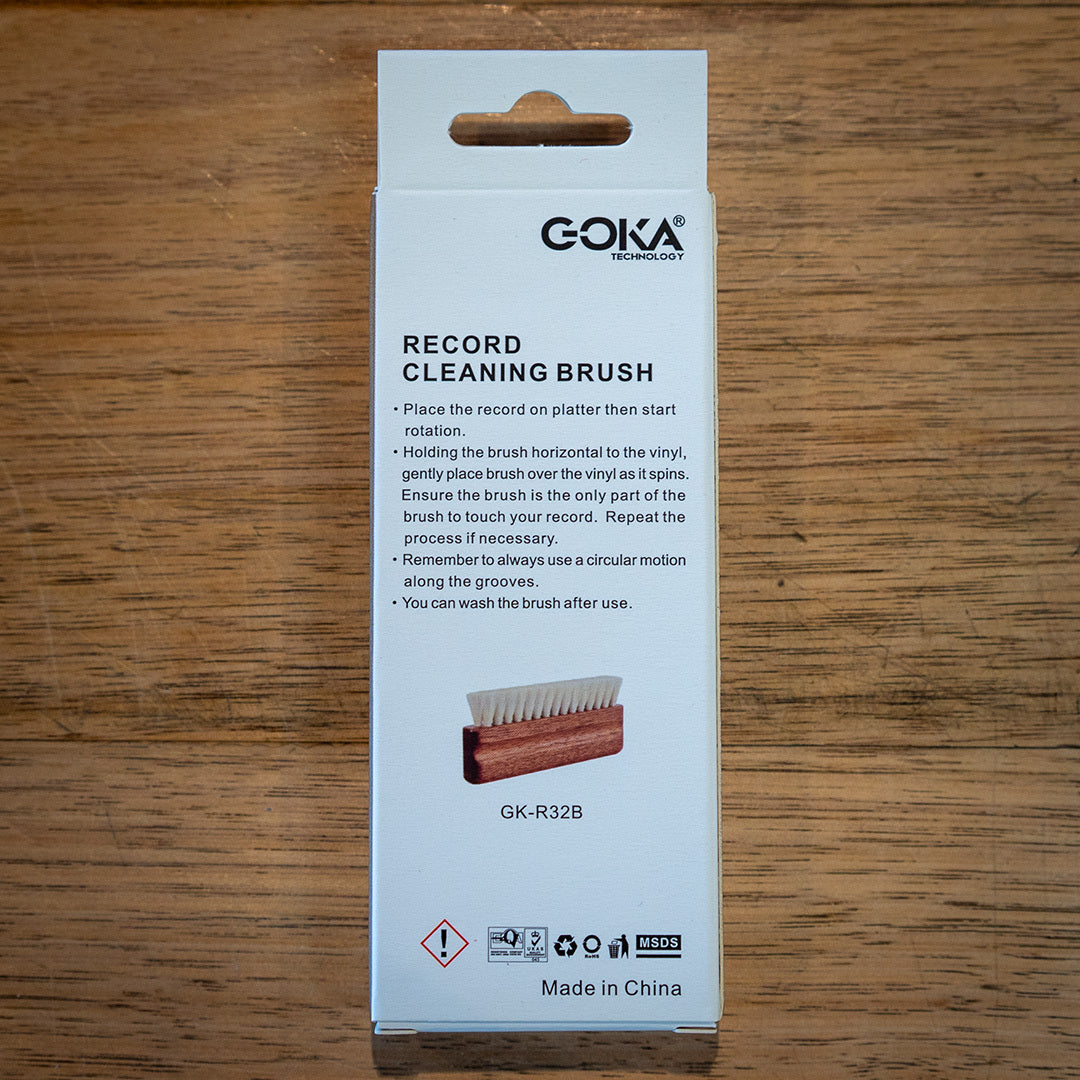 GOKA®
TECHNOLOGY
RECORD
CLEANING BRUSH
• Place the record on platter then start
rotation.
• Holding the brush horizontal to the vinyl,
gently place brush over the vinyl as it spins.
Ensure the brush is the only part of the
brush to touch your record. Repeat the
process if necessary.
• Remember to always use a circular motion
along the grooves.
• You can wash the brush after use.
GK-R32B
!
UKAS
RoHS
MSDS
Made in China